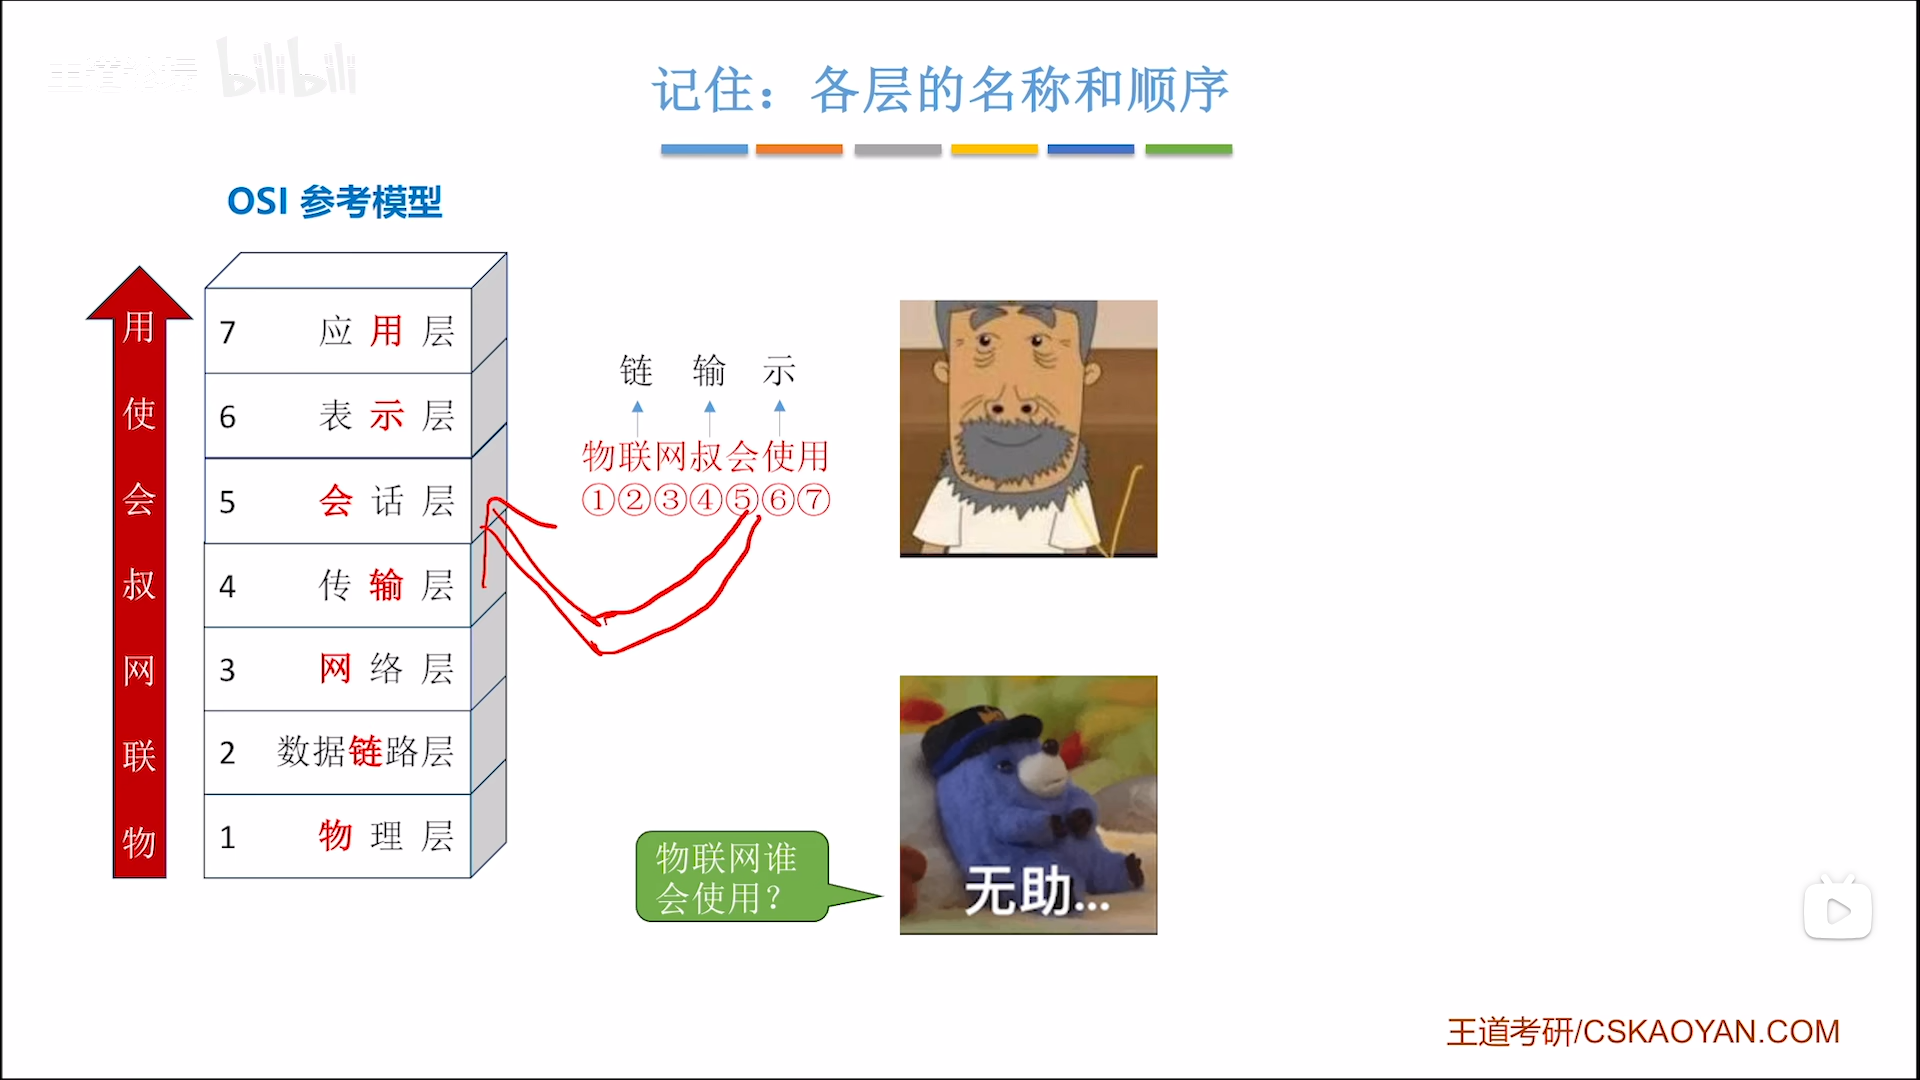 王道论坛 bilibili
记住：各层的名称和顺序
OSI 参考模型
用
使
会
叔
网
联
物
7 应用层
6 表示层
5 会话层
4 传输层
3 网络层
2 数据链路层
1 物理层
链 输 示
物联网叔会使用
①②③④⑤⑥⑦
物联网谁
会使用？
无助...
王道考研/CSKAOYAN.COM